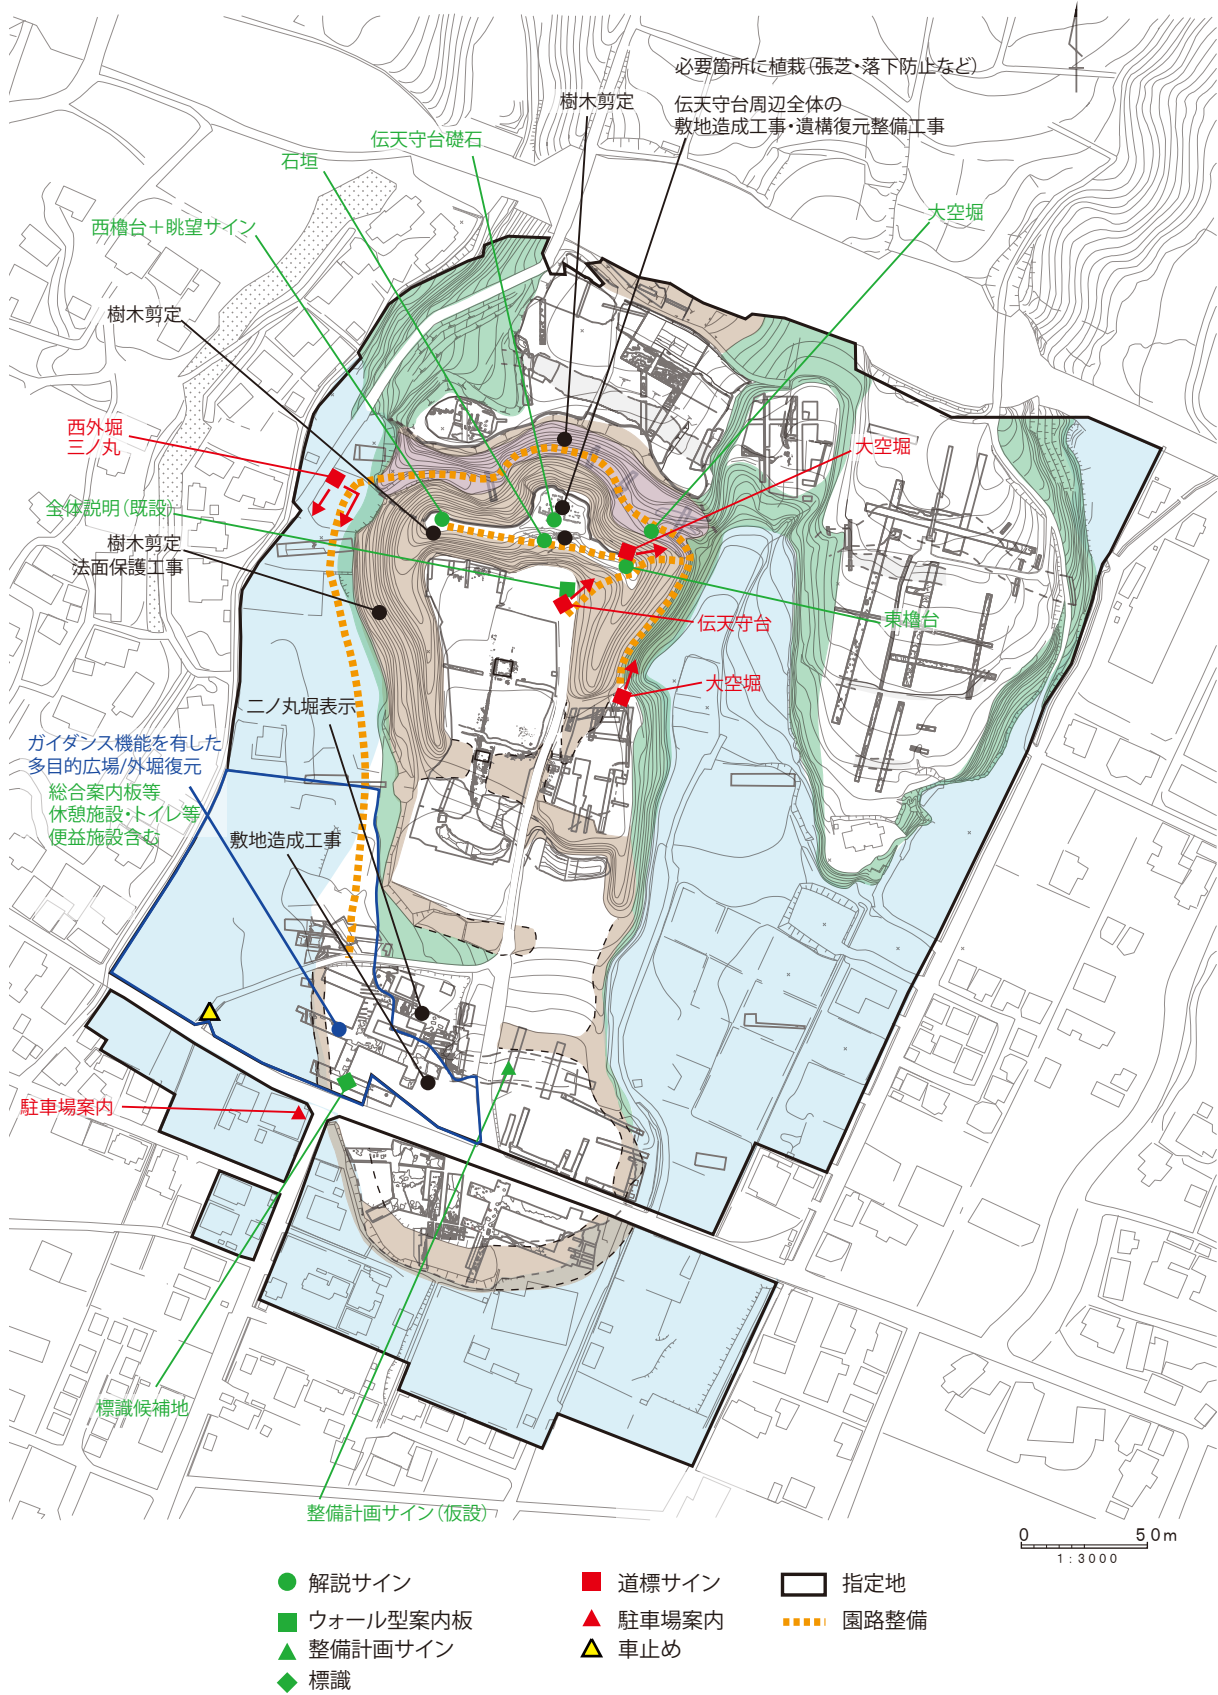 必要箇所に植栽(張芝・落下防止など)
樹木剪定
伝天守台周辺全体の
敷地造成工事・遺構復元整備工事
伝天守台礎石
石垣
大空堀
西櫓台＋眺望サイン
樹木剪定
西外堀
三ノ丸
大空堀
全体説明(既設)
樹木剪定
法面保護工事
伝天守台
東櫓台
大空堀
二ノ丸堀表示
ガイダンス機能を有した
多目的広場/外堀復元
総合案内板等
休憩施設・トイレ等
便益施設含む
敷地造成工事
駐車場案内
標識候補地
整備計画サイン(仮設)
0 50m
1:3000
解説サイン
ウォール型案内板
整備計画サイン
標識
道標サイン
駐車場案内
車止め
指定地
園路整備